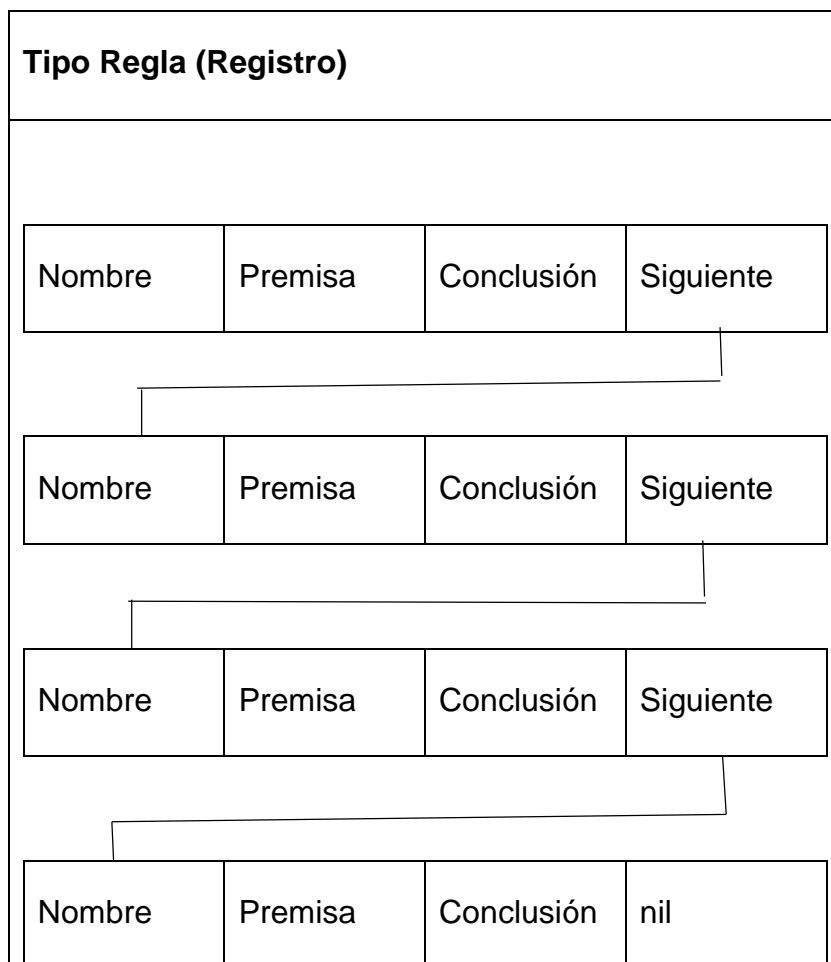 Tipo Regla (Registro)
Nombre Premisa Conclusión Siguiente
Nombre Premisa Conclusión Siguiente
Nombre Premisa Conclusión Siguiente
Nombre Premisa Conclusión nil